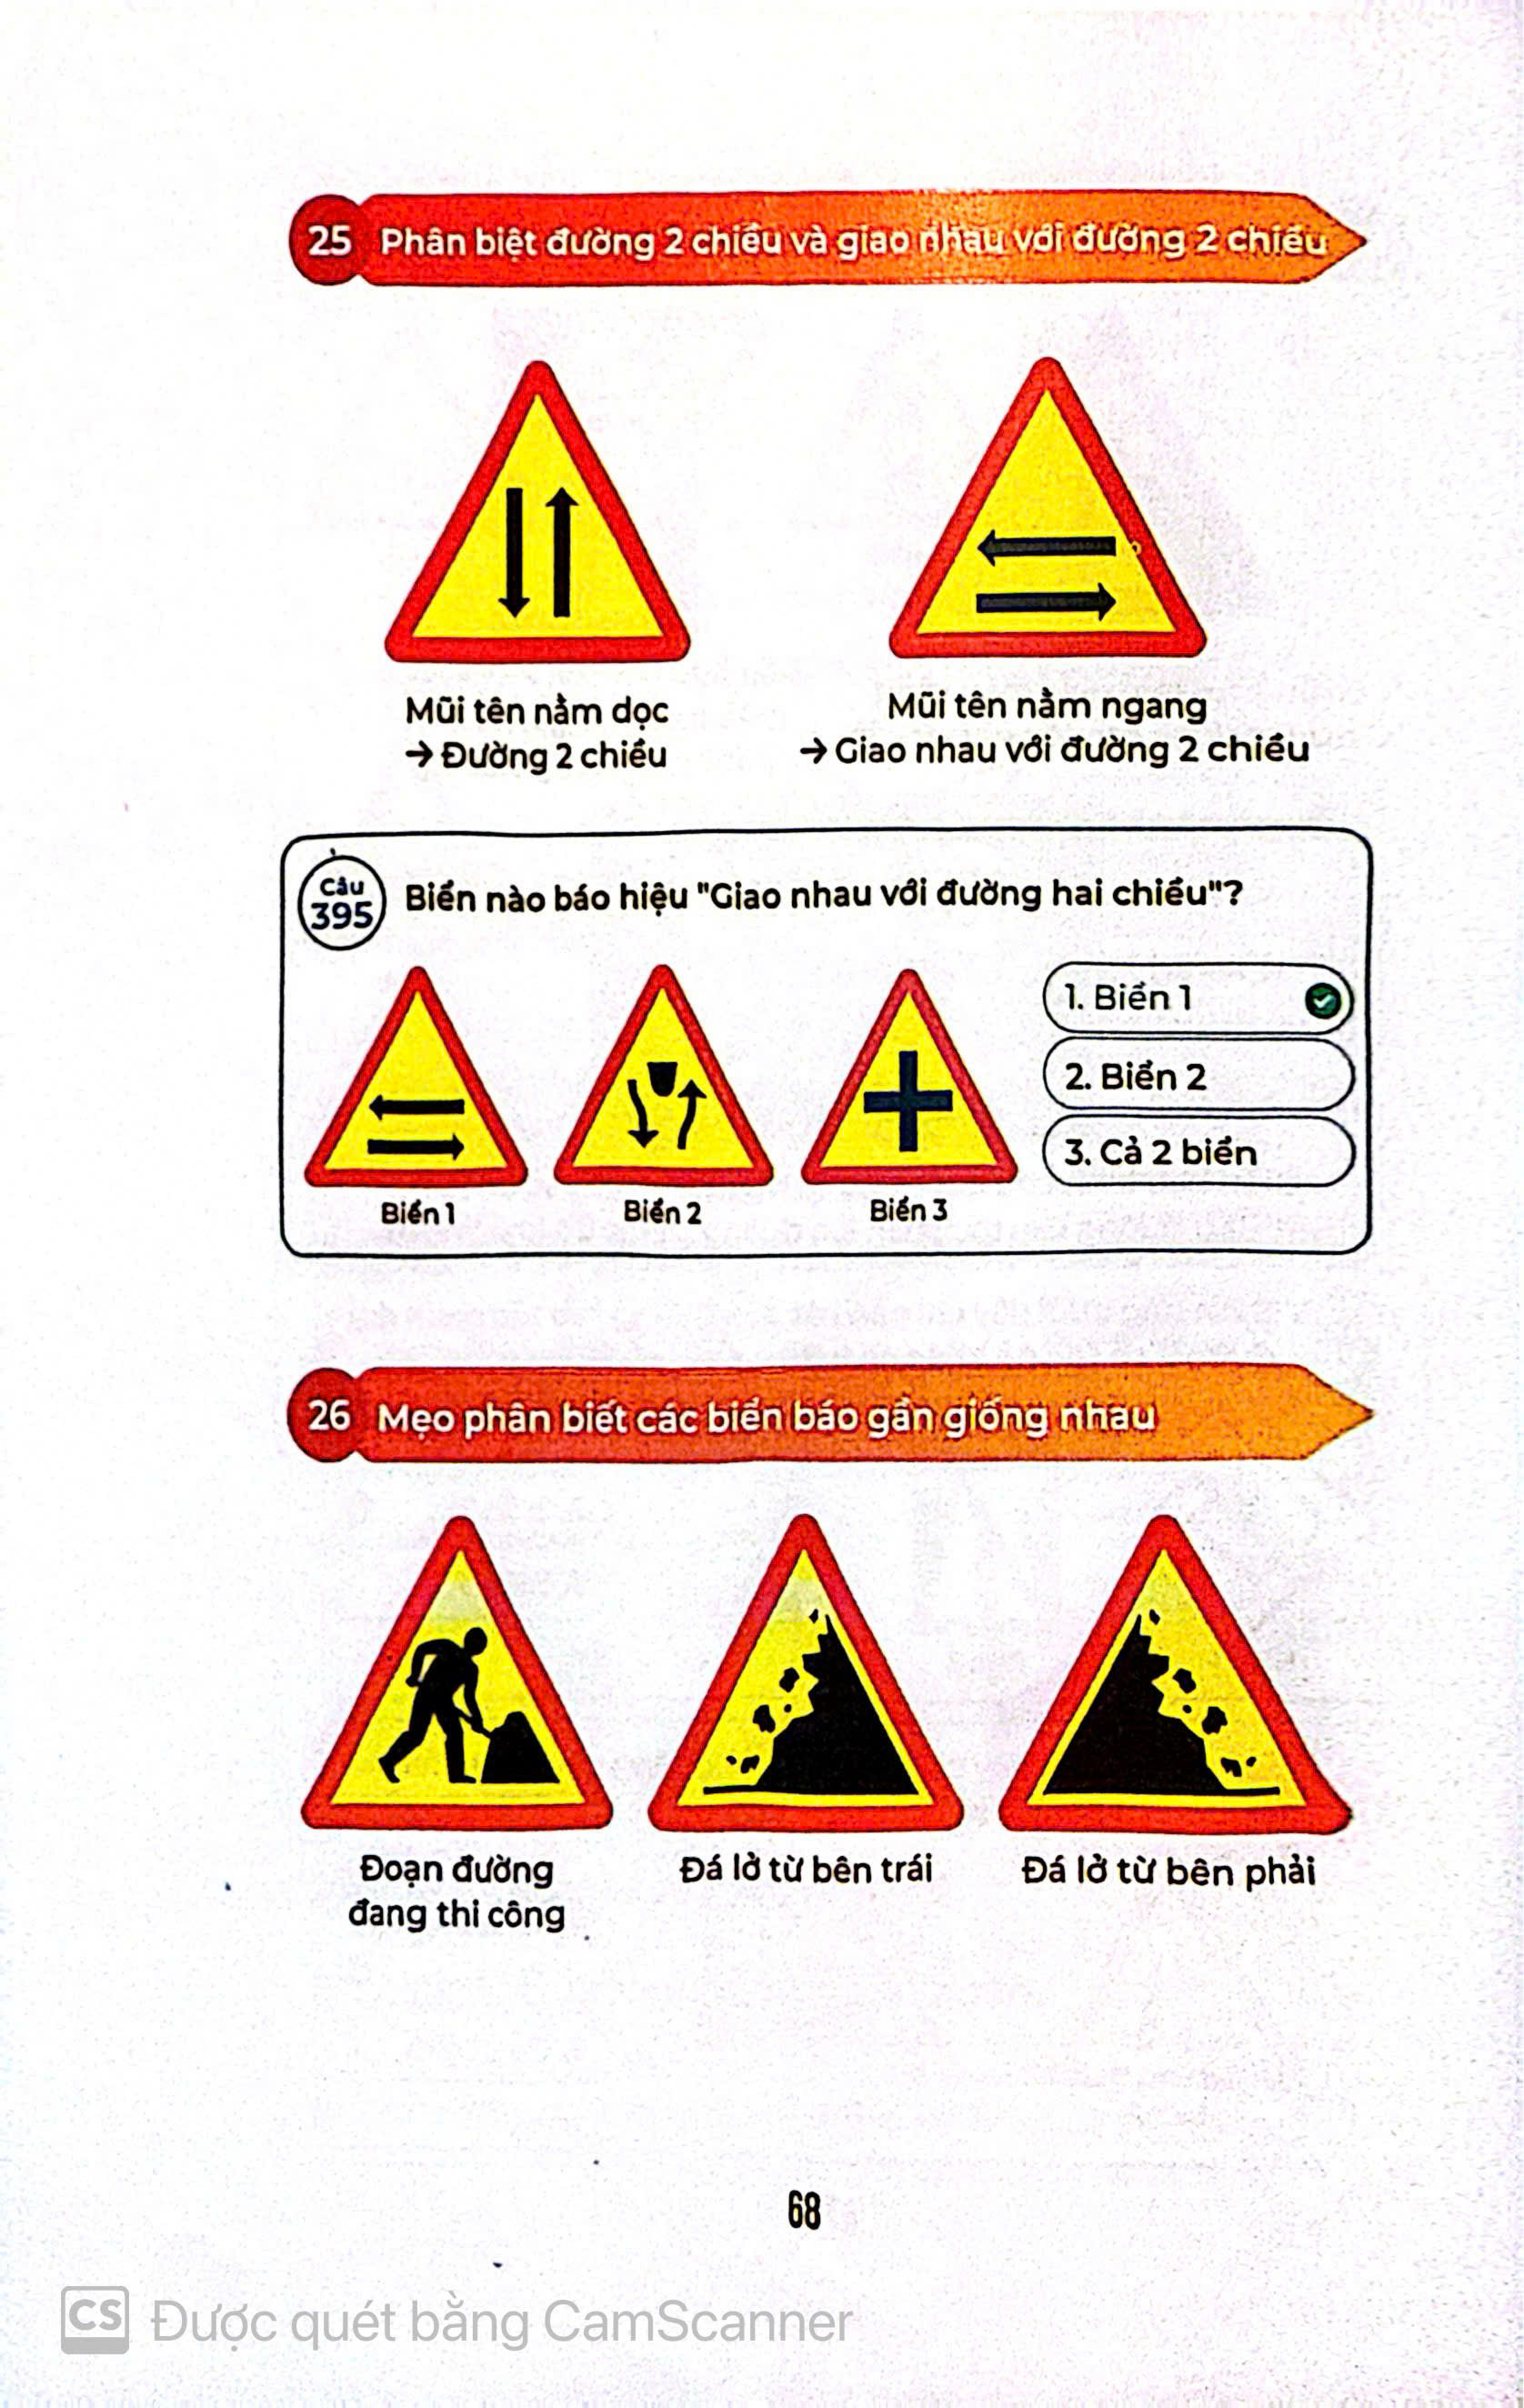 25 Phân biệt đường 2 chiều và giao nhau với đường 2 chiều
Mũi tên nằm dọc
→ Đường 2 chiều
Mũi tên nằm ngang
→ Giao nhau với đường 2 chiều
Câu 395 Biển nào báo hiệu "Giao nhau với đường hai chiều"?
Biển 1
Biển 2
Biển 3
1. Biển 1
2. Biển 2
3. Cả 2 biển
26 Mẹo phân biết các biển báo gần giống nhau
Đoạn đường
đang thi công
Đá lở từ bên trái
Đá lở từ bên phải
68
CS Được quét bằng CamScanner